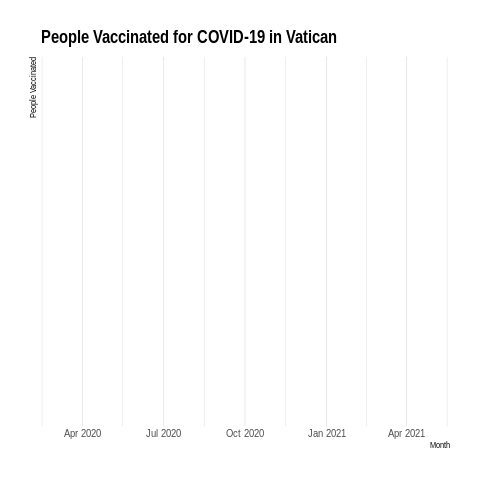 People Vaccinated for COVID-19 in Vatican
People Vaccinated
Apr 2020 Jul 2020 Oct 2020 Jan 2021 Apr 2021
Month